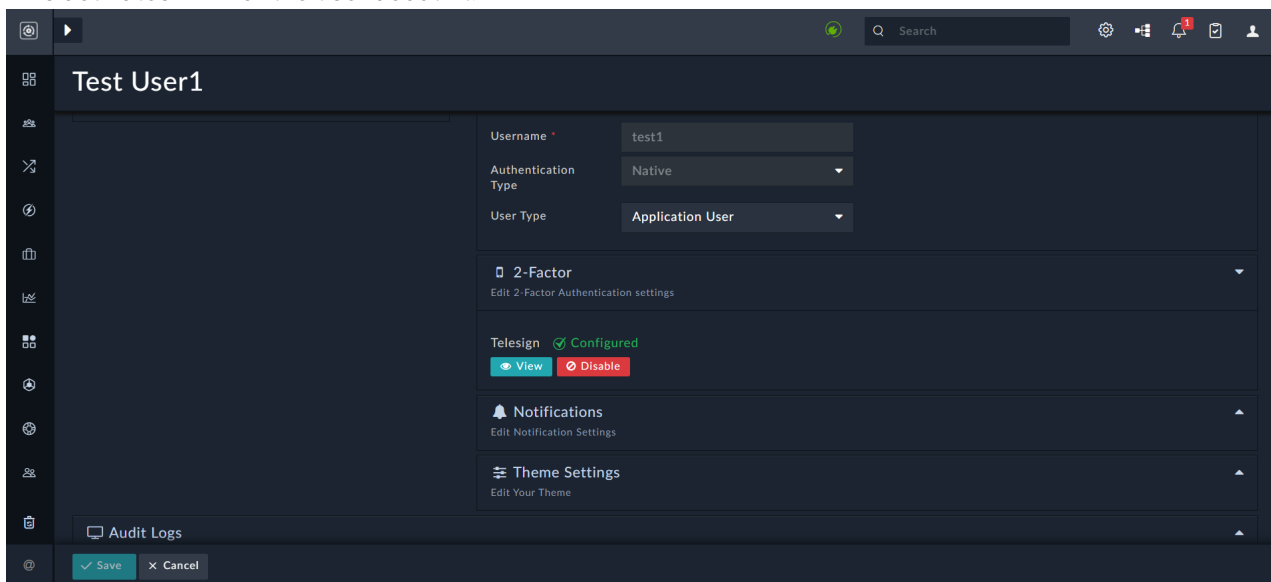 1
Search
Test User1
Username *
test1
Authentication
Type
Native
User Type
Application User
2-Factor
Edit 2-Factor Authentication settings
Telesign Configured
View Disable
Notifications
Edit Notification Settings
Theme Settings
Edit Your Theme
Audit Logs
@
Save Cancel